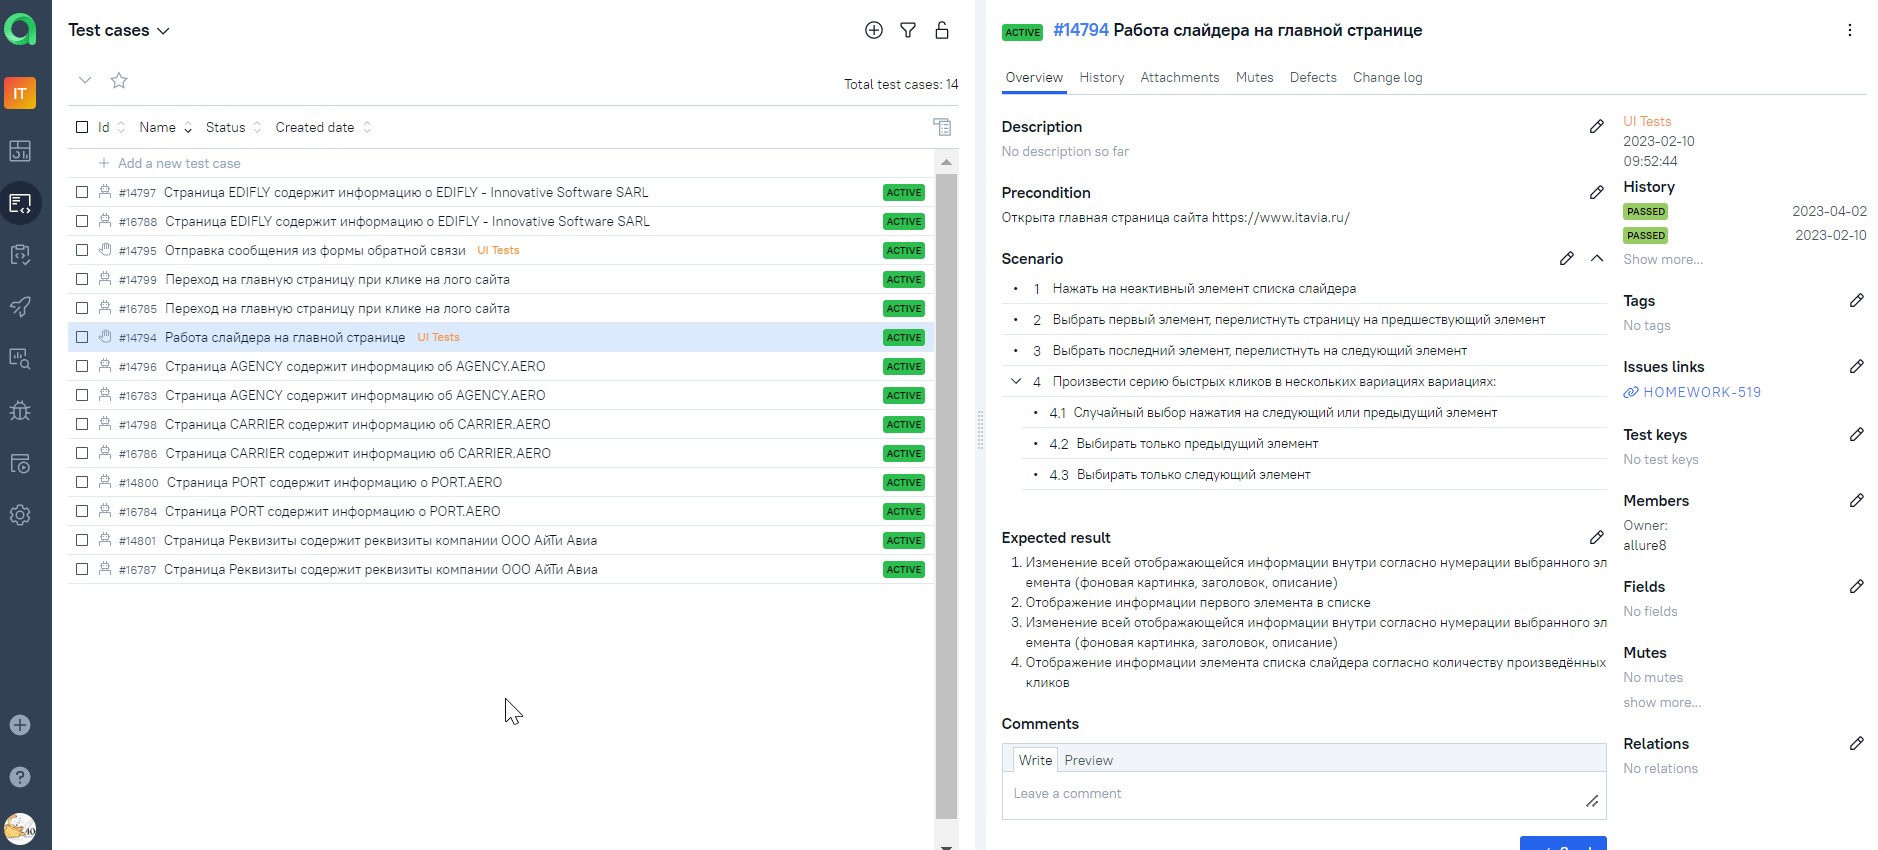 IT
Test cases
Total test cases: 14
Id Name Status Created date
+ Add a new test case
#14797 Страница EDIFLY содержит информацию о EDIFLY - Innovative Software SARL ACTIVE
#16788 Страница EDIFLY содержит информацию о EDIFLY - Innovative Software SARL ACTIVE
#14795 Отправка сообщения из формы обратной связи UI Tests ACTIVE
#14799 Переход на главную страницу при клике на лого сайта ACTIVE
#16785 Переход на главную страницу при клике на лого сайта ACTIVE
#14794 Работа слайдера на главной странице UI Tests ACTIVE
#14796 Страница AGENCY содержит информацию об AGENCY.AERO ACTIVE
#16783 Страница AGENCY содержит информацию об AGENCY.AERO ACTIVE
#14798 Страница CARRIER содержит информацию об CARRIER.AERO ACTIVE
#16786 Страница CARRIER содержит информацию об CARRIER.AERO ACTIVE
#14800 Страница PORT содержит информацию о PORT.AERO ACTIVE
#16784 Страница PORT содержит информацию о PORT.AERO ACTIVE
#14801 Страница Реквизиты содержит реквизиты компании ООО АйТи Авиа ACTIVE
#16787 Страница Реквизиты содержит реквизиты компании ООО АйТи Авиа ACTIVE
ACTIVE #14794 Работа слайдера на главной странице
Overview History Attachments Mutes Defects Change log
Description
No description so far
Precondition
Открыта главная страница сайта https://www.itavia.ru/
Scenario
1 Нажать на неактивный элемент списка слайдера
2 Выбрать первый элемент, перелистнуть страницу на предшествующий элемент
3 Выбрать последний элемент, перелистнуть на следующий элемент
4 Произвести серию быстрых кликов в нескольких вариациях вариациях:
4.1 Случайный выбор нажатия на следующий или предыдущий элемент
4.2 Выбирать только предыдущий элемент
4.3 Выбирать только следующий элемент
Expected result
1. Изменение всей отображающейся информации внутри согласно нумерации выбранного эл
емента (фоновая картинка, заголовок, описание)
2. Отображение информации первого элемента в списке
3. Изменение всей отображающейся информации внутри согласно нумерации выбранного эл
емента (фоновая картинка, заголовок, описание)
4. Отображение информации элемента списка слайдера согласно количеству произведённых
кликов
Comments
Write Preview
Leave a comment
UI Tests
2023-02-10
09:52:44
History
PASSED 2023-04-02
PASSED 2023-02-10
Show more...
Tags
No tags
Issues links
HOMEWORK-519
Test keys
No test keys
Members
Owner:
allure8
Fields
No fields
Mutes
No mutes
show more...
Relations
No relations